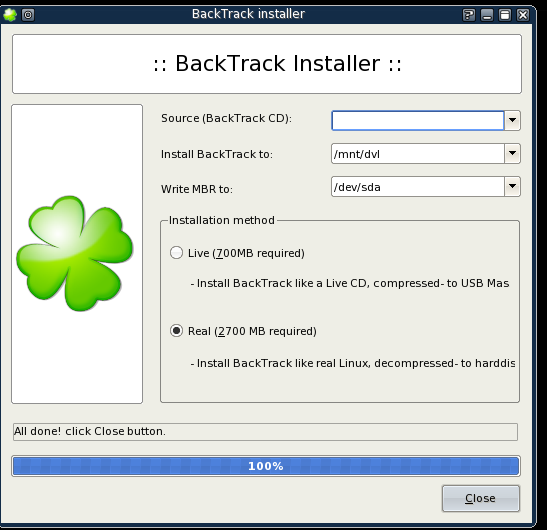 BackTrack installer
:: BackTrack Installer ::
Source (BackTrack CD):
Install BackTrack to: /mnt/dvl
Write MBR to: /dev/sda
Installation method
Live (700MB required)
- Install BackTrack like a Live CD, compressed- to USB Mas
Real (2700 MB required)
- Install BackTrack like real Linux, decompressed- to harddis
All done! click Close button.
100%
Close